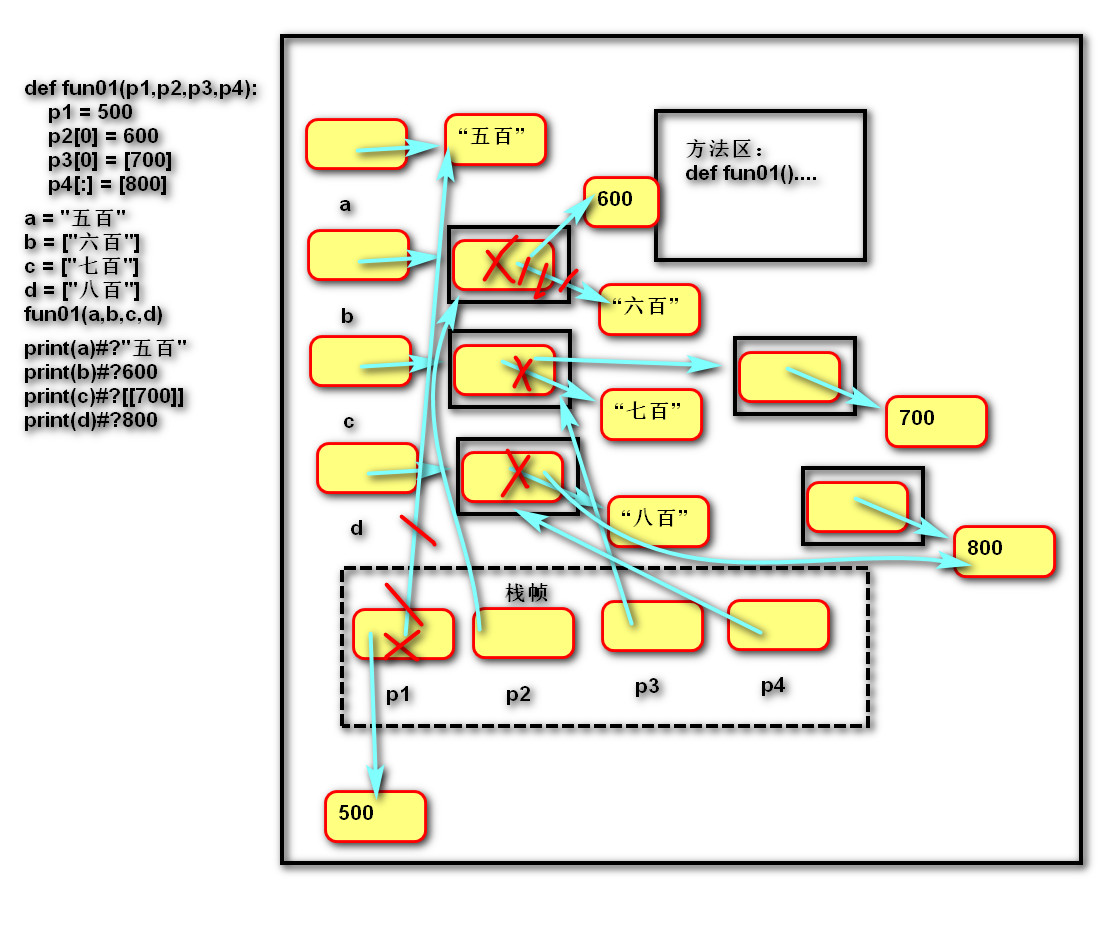 def fun01(p1,p2,p3,p4):
    p1 = 500
    p2[0] = 600
    p3[0] = [700]
    p4[:] = [800]
a = "五百"
b = ["六百"]
c = ["七百"]
d = ["八百"]
fun01(a,b,c,d)
print(a)#?"五百"
print(b)#?600
print(c)#?[[700]]
print(d)#?800
“五百”
方法区：
def fun01()....
600
a
“六百”
b
“七百”
700
c
“八百”
d
800
栈帧
p1
p2
p3
p4
500